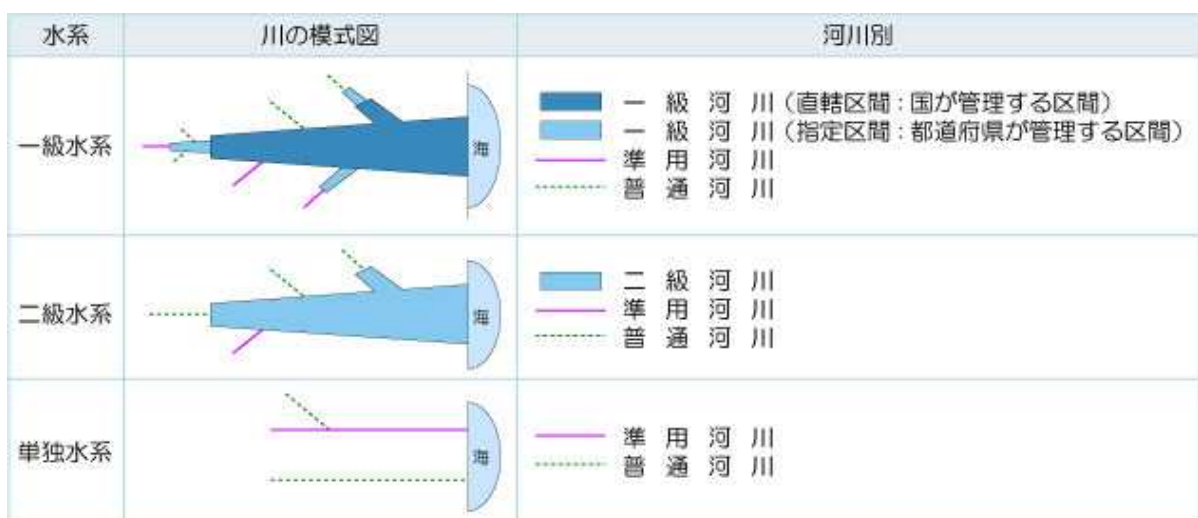 水系 川の模式図 河川別
一級水系
海
一 級 河 川(直轄区間:国が管理する区間)
一 級 河 川(指定区間:都道府県が管理する区間)
準 用 河 川
普 通 河 川
二級水系
海
二 級 河 川
準 用 河 川
普 通 河 川
単独水系
海
準 用 河 川
普 通 河 川